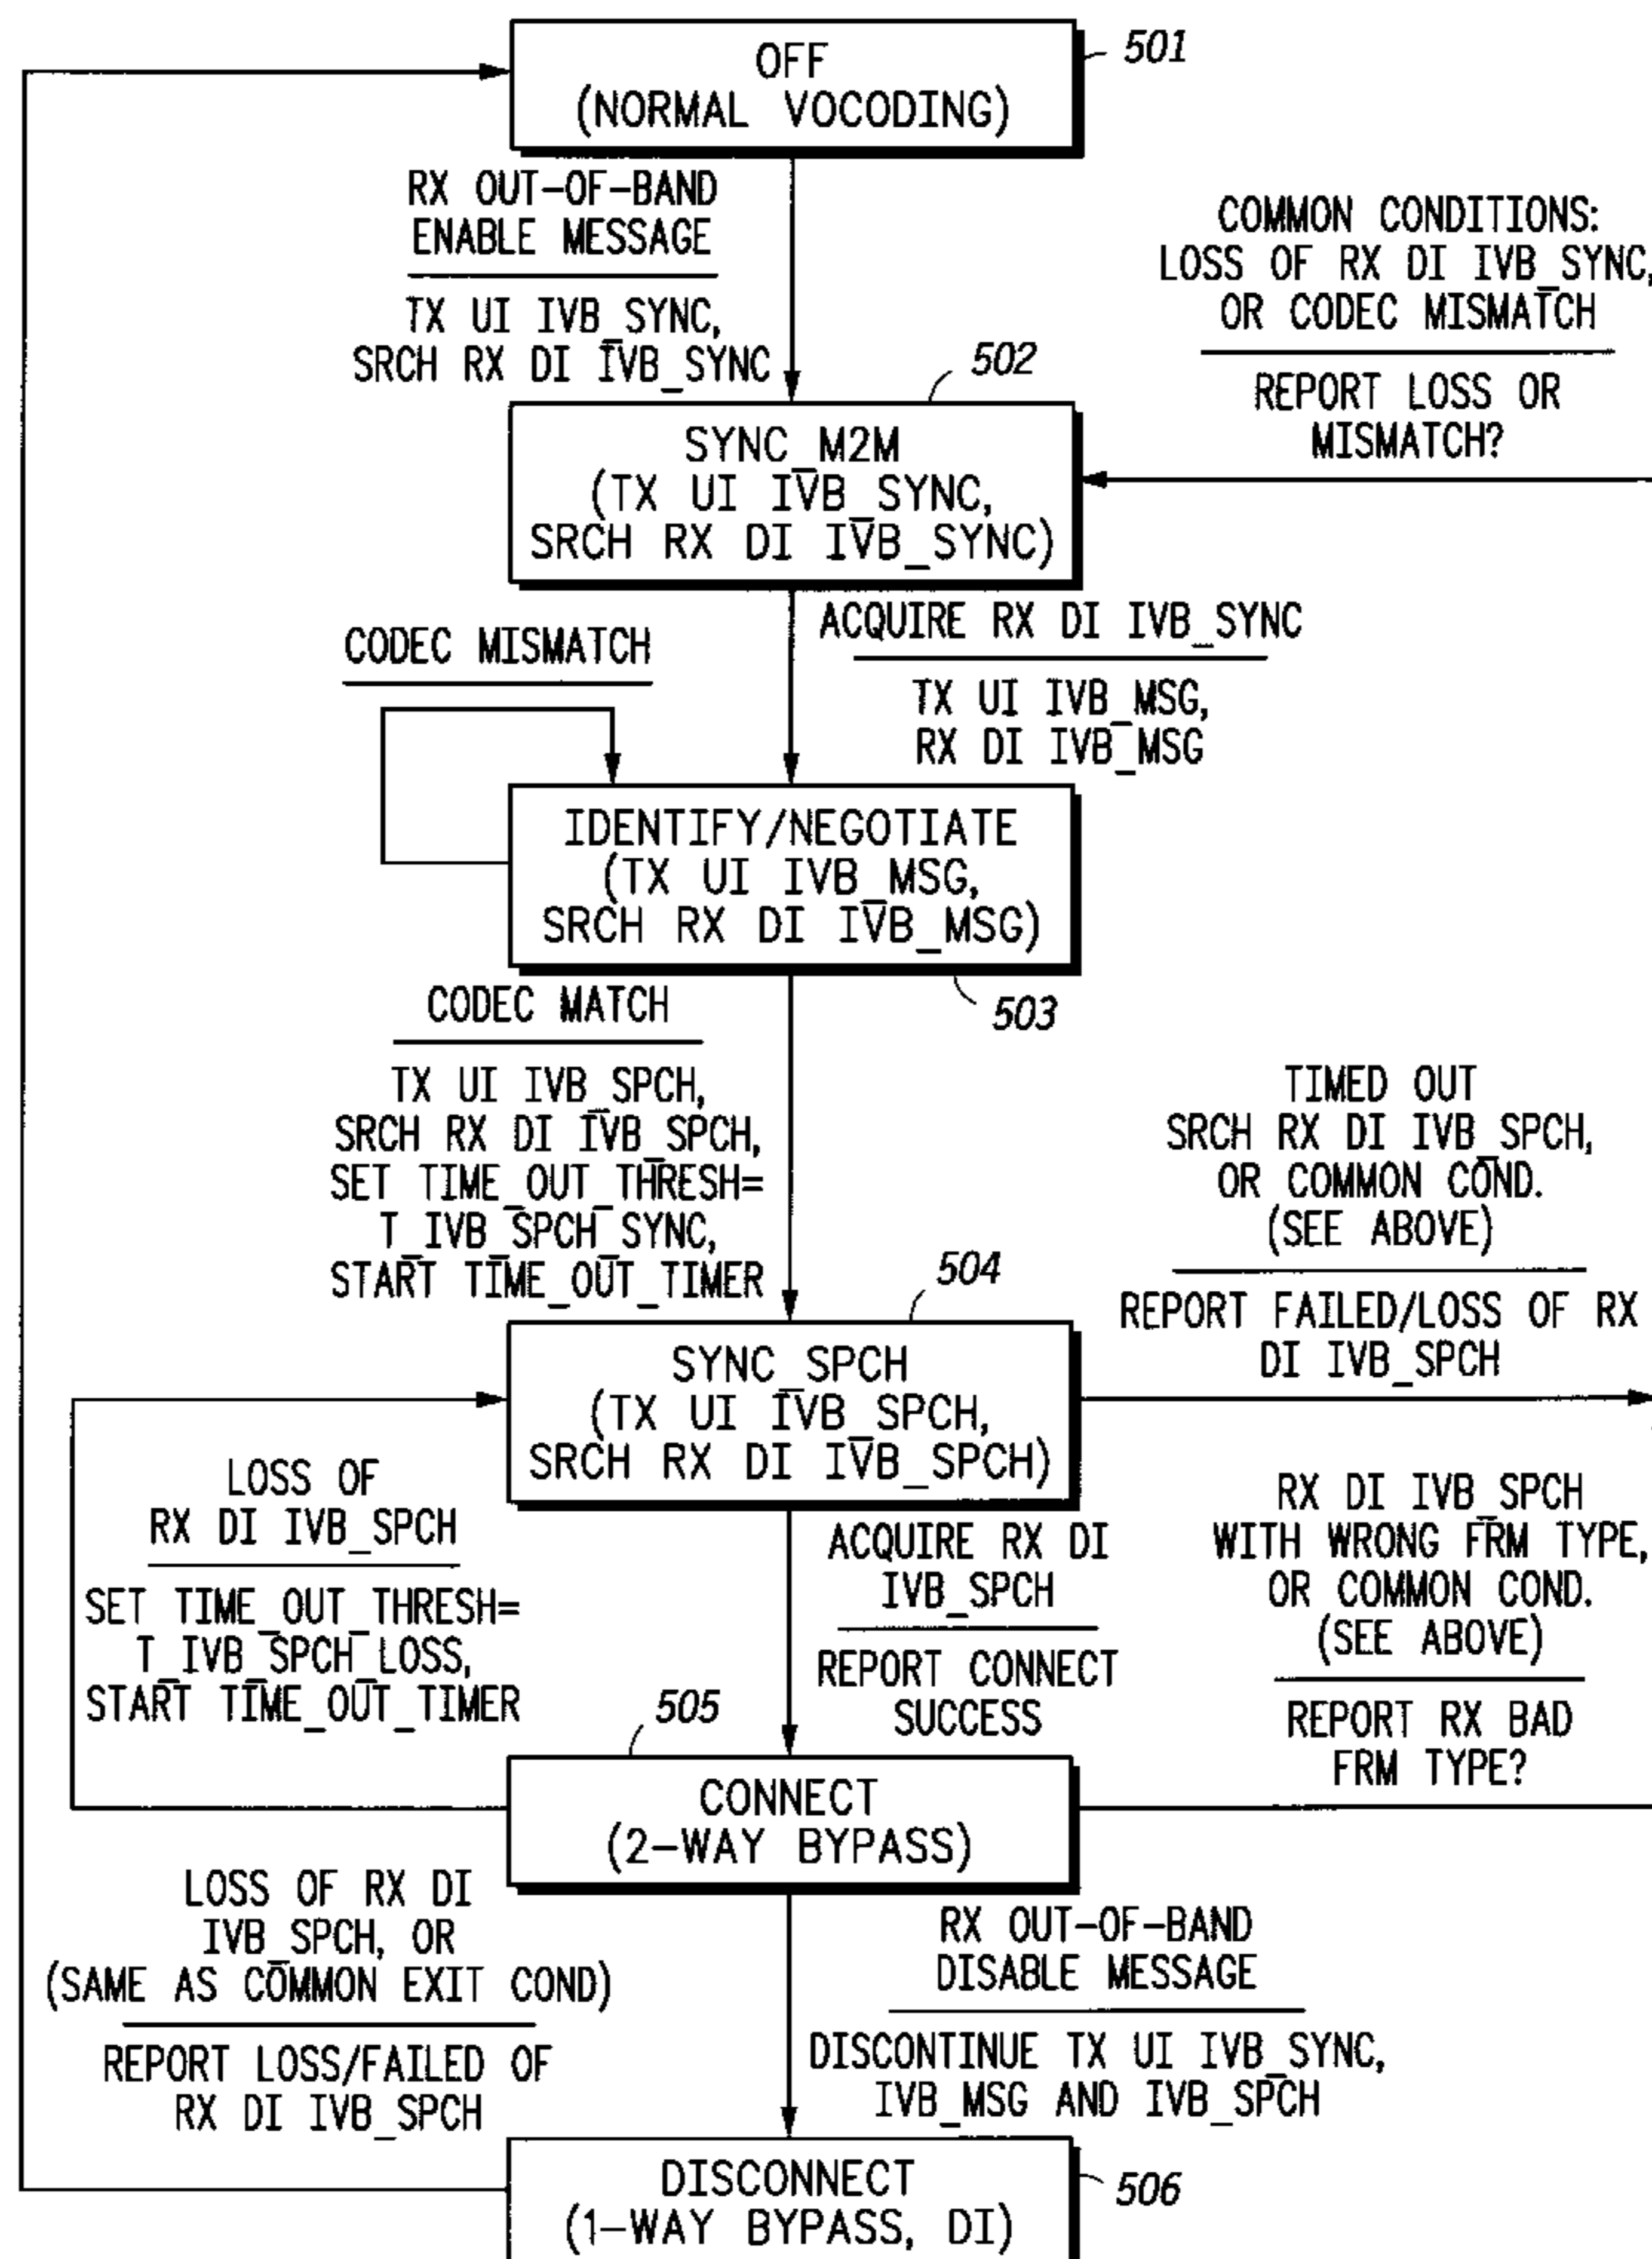 OFF
(NORMAL VOCODING)
501
RX OUT-OF-BAND
ENABLE MESSAGE
TX UI IVB_SYNC,
SRCH RX DI IVB_SYNC
COMMON CONDITIONS:
LOSS OF RX DI IVB_SYNC,
OR CODEC MISMATCH
REPORT LOSS OR
MISMATCH?
502
SYNC_M2M
(TX UI IVB_SYNC,
SRCH RX DI IVB_SYNC)
ACQUIRE RX DI IVB_SYNC
TX UI IVB_MSG,
RX DI IVB_MSG
CODEC MISMATCH
IDENTIFY/NEGOTIATE
(TX UI IVB_MSG,
SRCH RX DI IVB_MSG)
503
CODEC MATCH
TX UI IVB_SPCH,
SRCH RX DI IVB_SPCH,
SET TIME_OUT_THRESH=
T_IVB_SPCH_SYNC,
START TIME_OUT_TIMER
TIMED OUT
SRCH RX DI IVB_SPCH,
OR COMMON COND.
(SEE ABOVE)
REPORT FAILED/LOSS OF RX
DI IVB_SPCH
504
SYNC_SPCH
(TX UI IVB_SPCH,
SRCH RX DI IVB_SPCH)
LOSS OF
RX DI IVB_SPCH
SET TIME_OUT_THRESH=
T_IVB_SPCH_LOSS,
START TIME_OUT_TIMER
ACQUIRE RX DI
IVB_SPCH
REPORT CONNECT
SUCCESS
RX DI IVB_SPCH
WITH WRONG FRM TYPE,
OR COMMON COND.
(SEE ABOVE)
REPORT RX BAD
FRM TYPE?
505
CONNECT
(2-WAY BYPASS)
LOSS OF RX DI
IVB_SPCH, OR
(SAME AS COMMON EXIT COND)
REPORT LOSS/FAILED OF
RX DI IVB_SPCH
RX OUT-OF-BAND
DISABLE MESSAGE
DISCONTINUE TX UI IVB_SYNC,
IVB_MSG AND IVB_SPCH
DISCONNECT
(1-WAY BYPASS, DI)
506